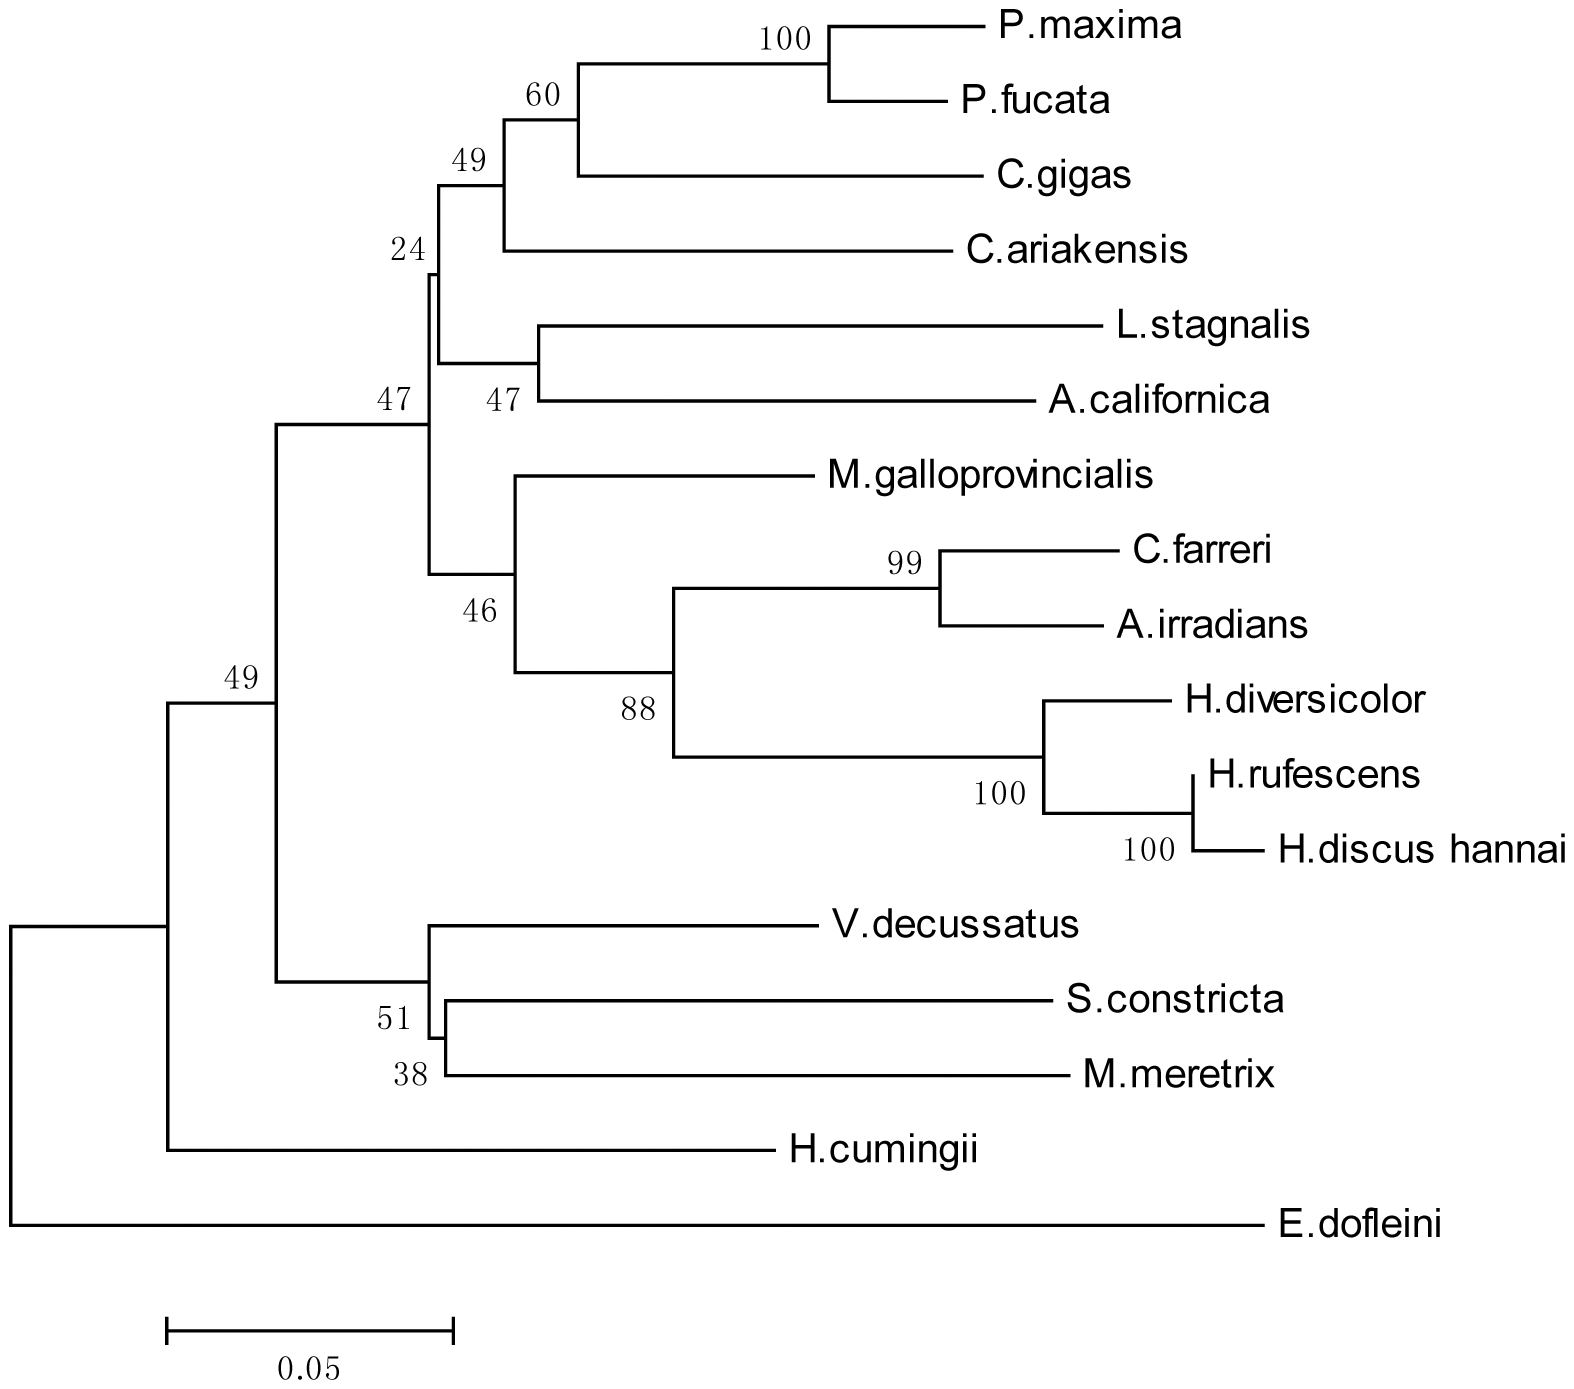 P.maxima
100
P.fucata
60
C.gigas
49
C.ariakensis
24
L.stagnalis
47
47
A.californica
M.galloprovincialis
C.farreri
99
A.irradians
46
49
88
H.diversicolor
H.rufescens
100
100
H.discus hannai
V.decussatus
S.constricta
51
38
M.meretrix
H.cumingii
E.dofleini
0.05